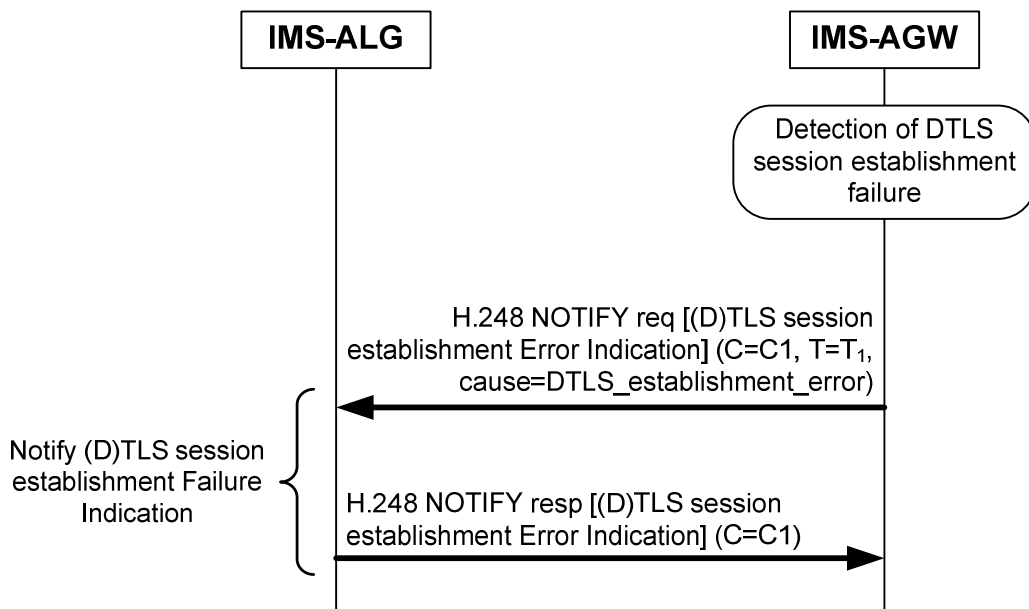 IMS-ALG
IMS-AGW
Detection of DTLS
session establishment
failure
H.248 NOTIFY req [(D)TLS session
establishment Error Indication] (C=C1, T=T₁,
cause=DTLS_establishment_error)
Notify (D)TLS session
establishment Failure
Indication
H.248 NOTIFY resp [(D)TLS session
establishment Error Indication] (C=C1)